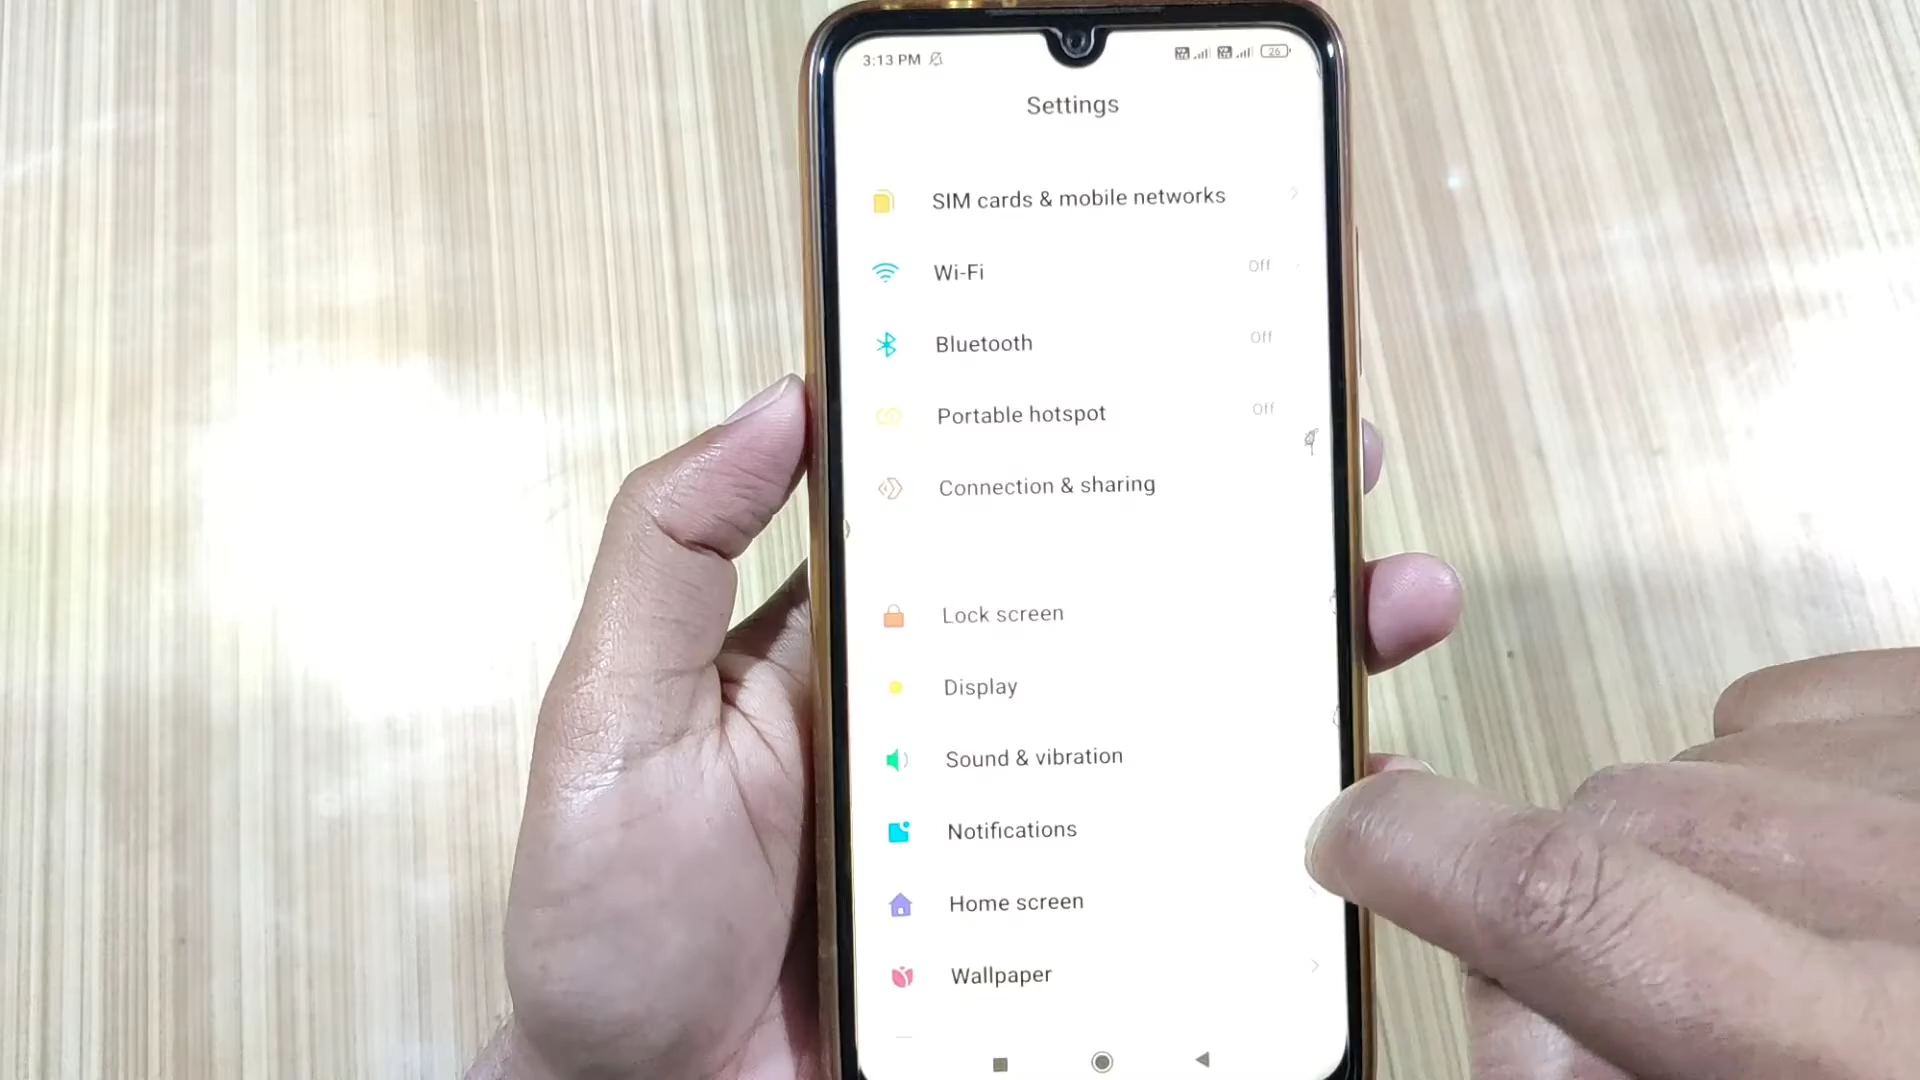 3:13 PM
26
Settings
SIM cards & mobile networks
Wi-Fi Off
Bluetooth Off
Portable hotspot Off
Connection & sharing
Lock screen
Display
Sound & vibration
Notifications
Home screen
Wallpaper